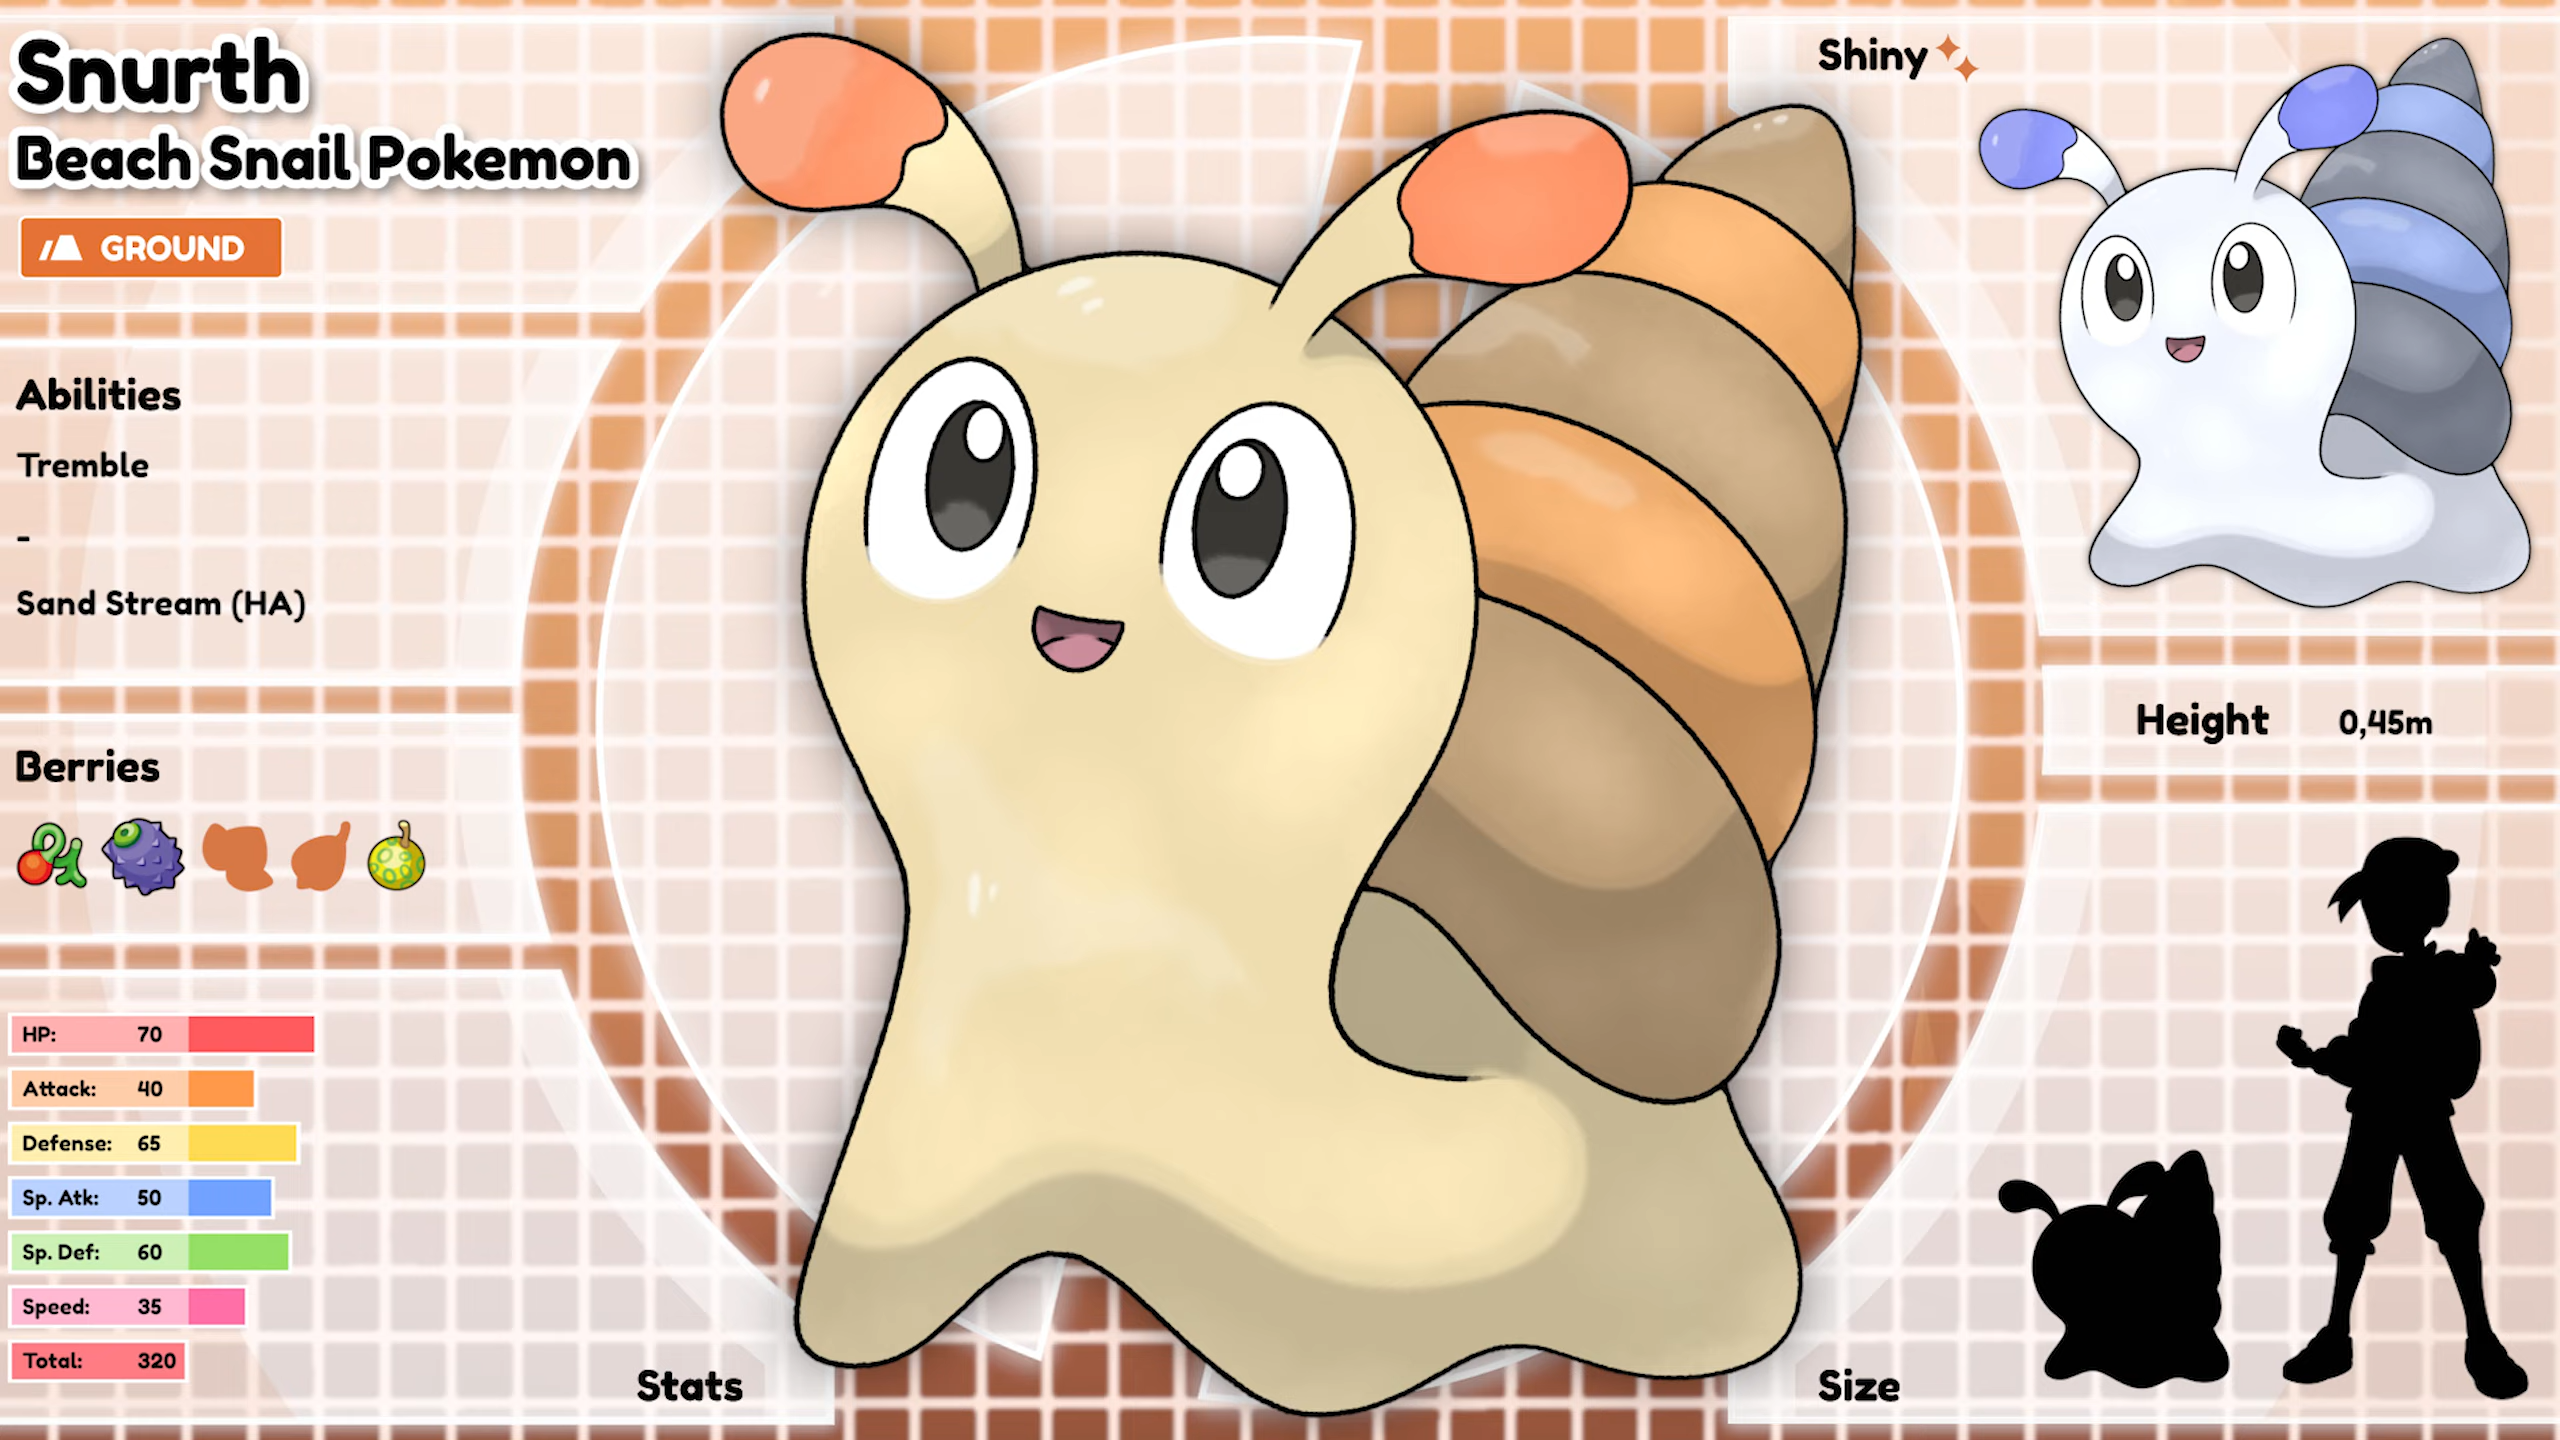 Snurth
Beach Snail Pokemon
GROUND
Abilities
Tremble
-
Sand Stream (HA)
Berries
HP: 70
Attack: 40
Defense: 65
Sp. Atk: 50
Sp. Def: 60
Speed: 35
Total: 320
Stats
Shiny
Height 0,45m
Size